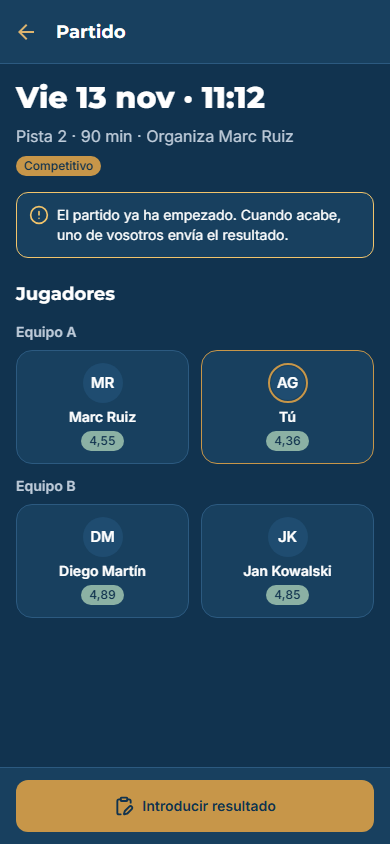 Partido
Vie 13 nov · 11:12
Pista 2 · 90 min · Organiza Marc Ruiz
Competitivo
El partido ya ha empezado. Cuando acabe,
uno de vosotros envía el resultado.
Jugadores
Equipo A
MR
Marc Ruiz
4,55
AG
Tú
4,36
Equipo B
DM
Diego Martín
4,89
JK
Jan Kowalski
4,85
Introducir resultado